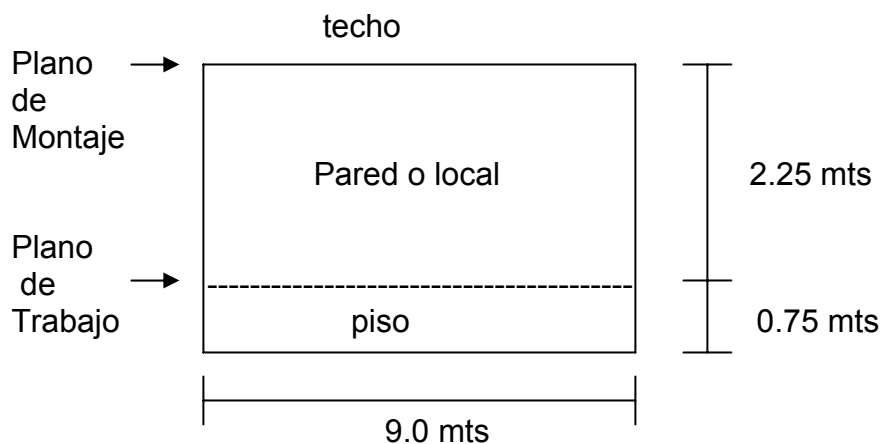 techo
Plano
de
Montaje
Pared o local
2.25 mts
Plano
de
Trabajo
piso
0.75 mts
9.0 mts